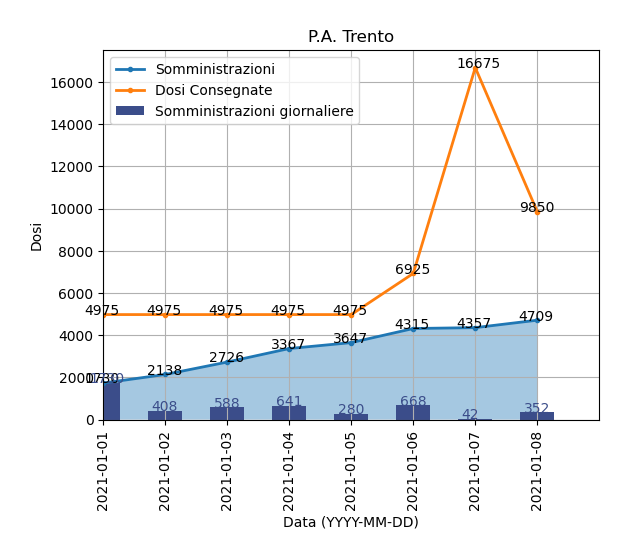 P.A. Trento
Somministrazioni
Dosi Consegnate
Somministrazioni giornaliere
Dosi
16000
14000
12000
10000
8000
6000
4000
2000
0
16675
9850
6925
4975 4975 4975 4975 4975
1730 2138 2726 3367 3647 4315 4357 4709
408 588 641 280 668 42 352
2021-01-01
2021-01-02
2021-01-03
2021-01-04
2021-01-05
2021-01-06
2021-01-07
2021-01-08
Data (YYYY-MM-DD)